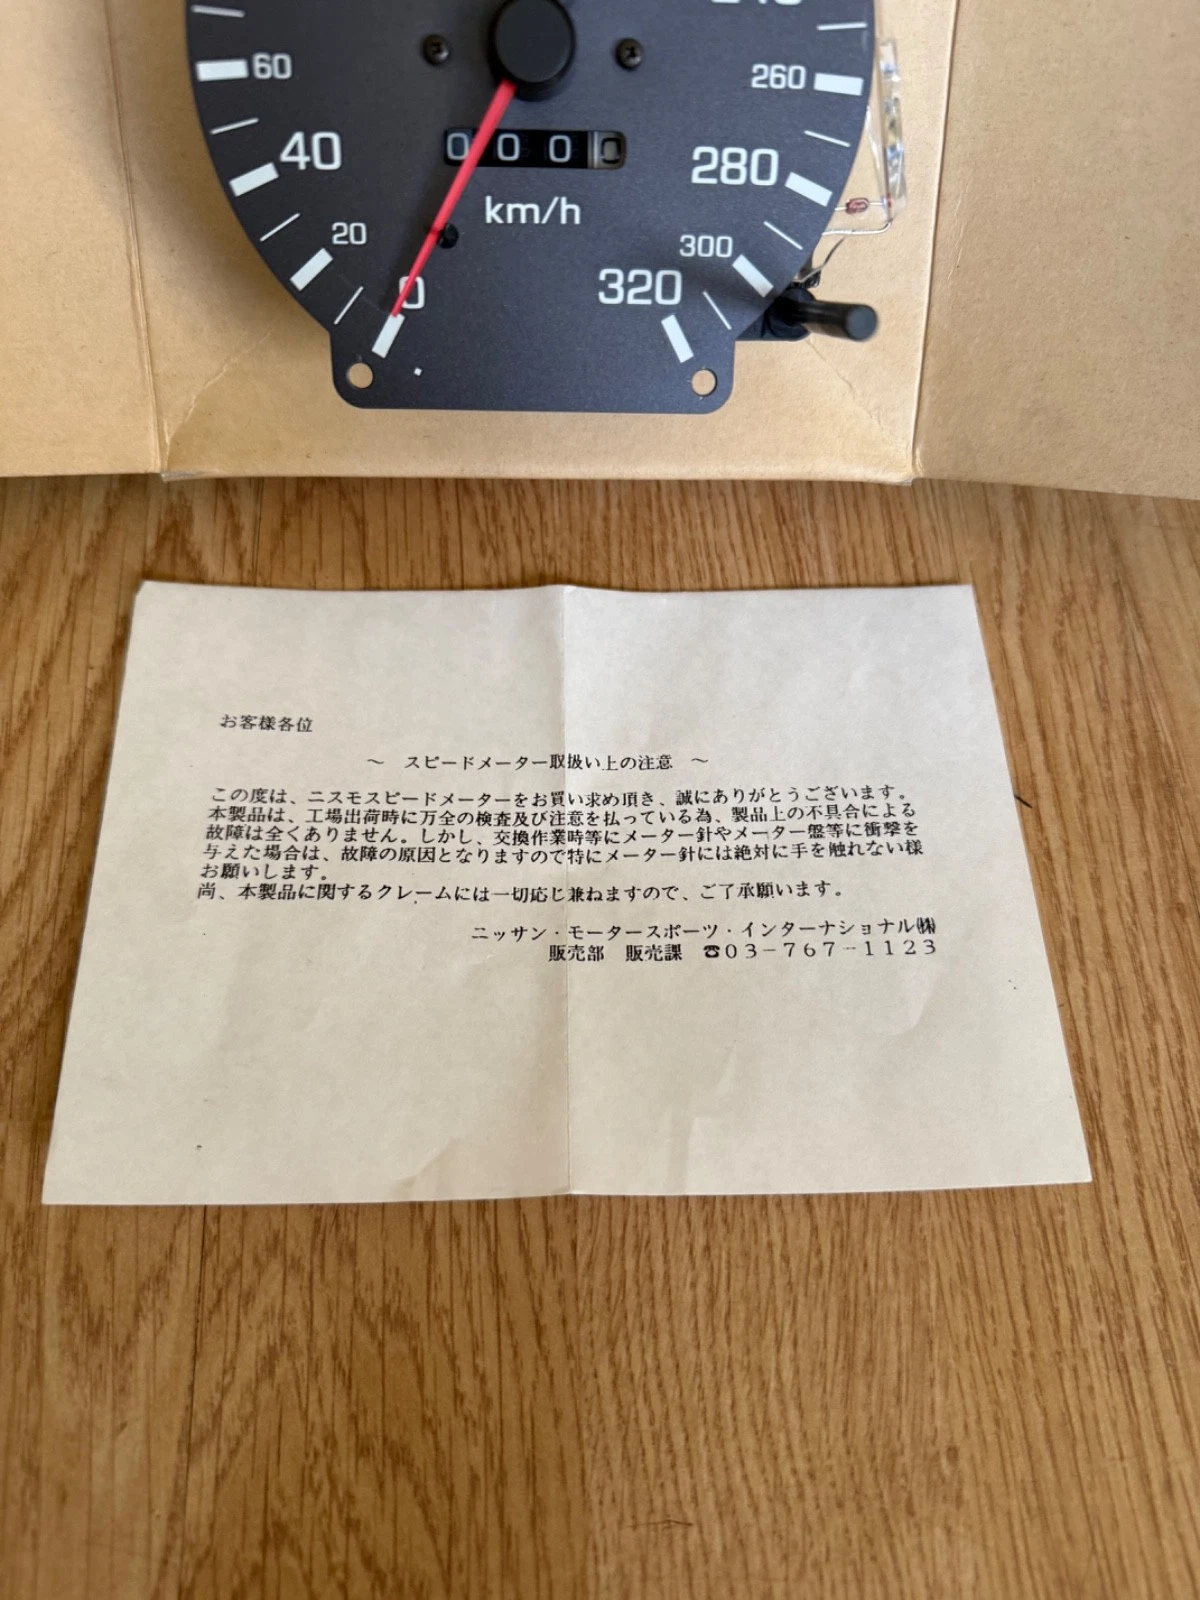 60
260
40
0 0 0 0
280
km/h
20
300
0
320
お客様各位
～ スピードメーター取扱い上の注意 ～
この度は、ニスモスピードメーターをお買い求め頂き、誠にありがとうございます。
本製品は、工場出荷時に万全の検査及び注意を払っている為、製品上の不具合による
故障は全くありません。しかし、交換作業時等にメーター針やメーター盤等に衝撃を
与えた場合は、故障の原因となりますので特にメーター針には絶対に手を触れない様
お願いします。
尚、本製品に関するクレームには一切応じ兼ねますので、ご了承願います。
ニッサン・モータースポーツ・インターナショナル㈱
販売部 販売課 ☎03-767-1123